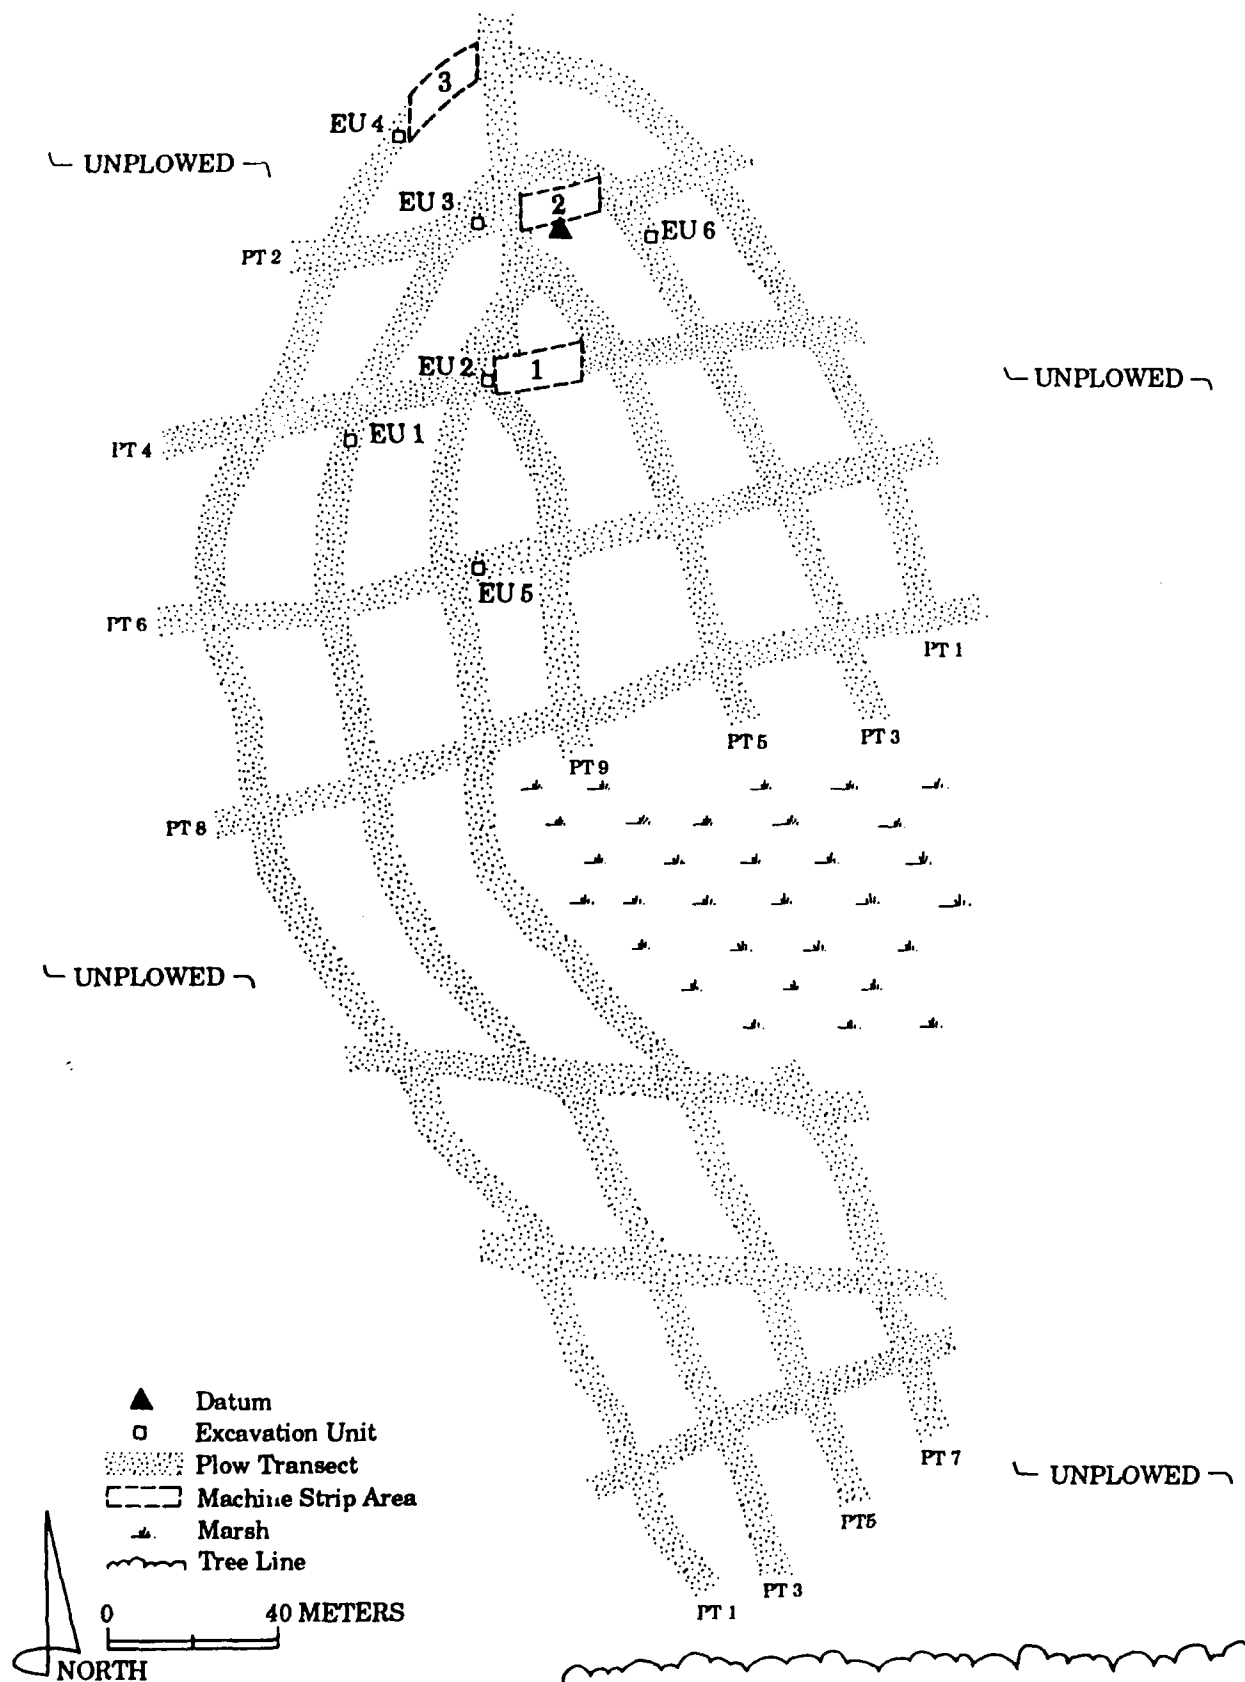 3
EU 4
UNPLOWED
EU 3
2
EU 6
PT 2
EU 2
1
UNPLOWED
EU 1
PT 4
EU 5
PT 6
PT 1
PT 5
PT 3
PT 9
PT 8
UNPLOWED
Datum
Excavation Unit
PT 7
Plow Transect
UNPLOWED
Machine Strip Area
Marsh
PT5
Tree Line
PT 3
0 40 METERS
PT 1
NORTH